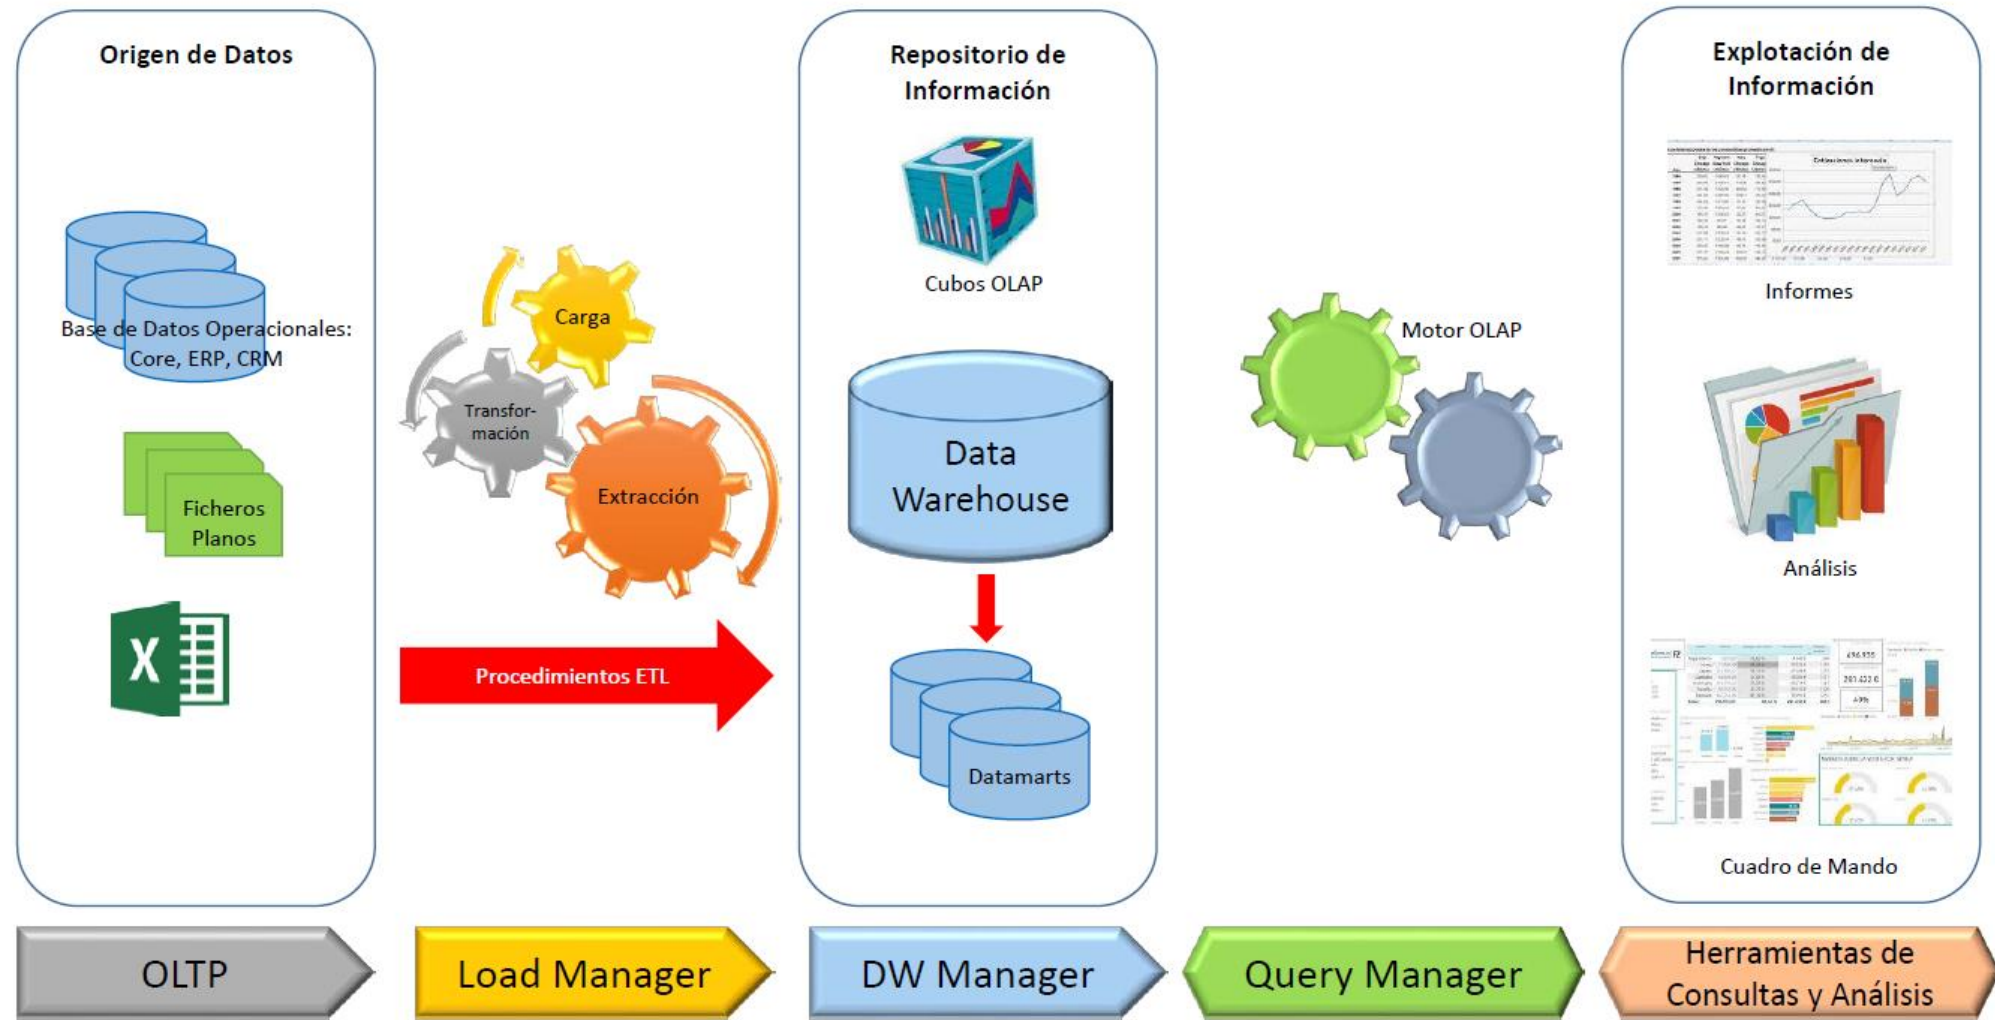 Origen de Datos
Base de Datos Operacionales:
Core, ERP, CRM
Ficheros
Planos
X
Carga
Transfor-
mación
Extracción
Procedimientos ETL
Repositorio de
Información
Cubos OLAP
Data
Warehouse
Datamarts
Motor OLAP
Explotación de
Información
Informes
Análisis
Cuadro de Mando
OLTP
Load Manager
DW Manager
Query Manager
Herramientas de
Consultas y Análisis